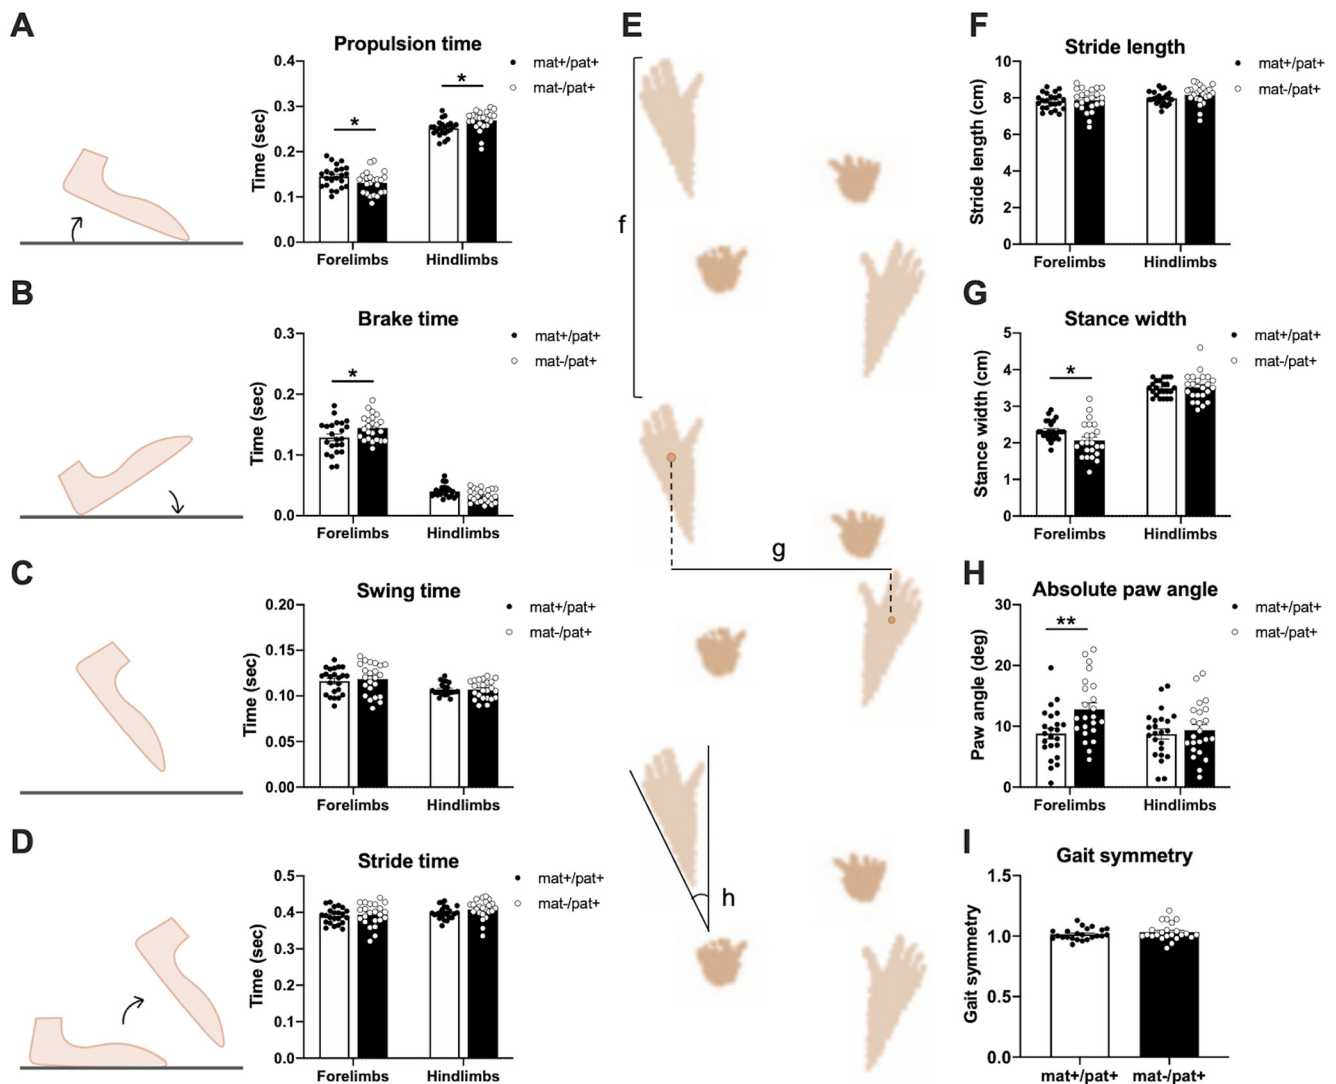 A
Propulsion time
mat+/pat+
mat-/pat+
Time (sec)
0.4
0.3
0.2
0.1
0.0
*
*
Forelimbs
Hindlimbs
B
Brake time
mat+/pat+
mat-/pat+
Time (sec)
0.3
0.2
0.1
0.0
*
Forelimbs
Hindlimbs
C
Swing time
mat+/pat+
mat-/pat+
Time (sec)
0.20
0.15
0.10
0.05
0.00
Forelimbs
Hindlimbs
D
Stride time
mat+/pat+
mat-/pat+
Time (sec)
0.5
0.4
0.3
0.2
0.1
0.0
Forelimbs
Hindlimbs
E
f
g
h
F
Stride length
mat+/pat+
mat-/pat+
Stride length (cm)
10
8
6
4
2
0
Forelimbs
Hindlimbs
G
Stance width
mat+/pat+
mat-/pat+
Stance width (cm)
5
4
3
2
1
0
*
Forelimbs
Hindlimbs
H
Absolute paw angle
mat+/pat+
mat-/pat+
Paw angle (deg)
30
20
10
0
**
Forelimbs
Hindlimbs
I
Gait symmetry
Gait symmetry
1.5
1.0
0.5
0.0
mat+/pat+
mat-/pat+